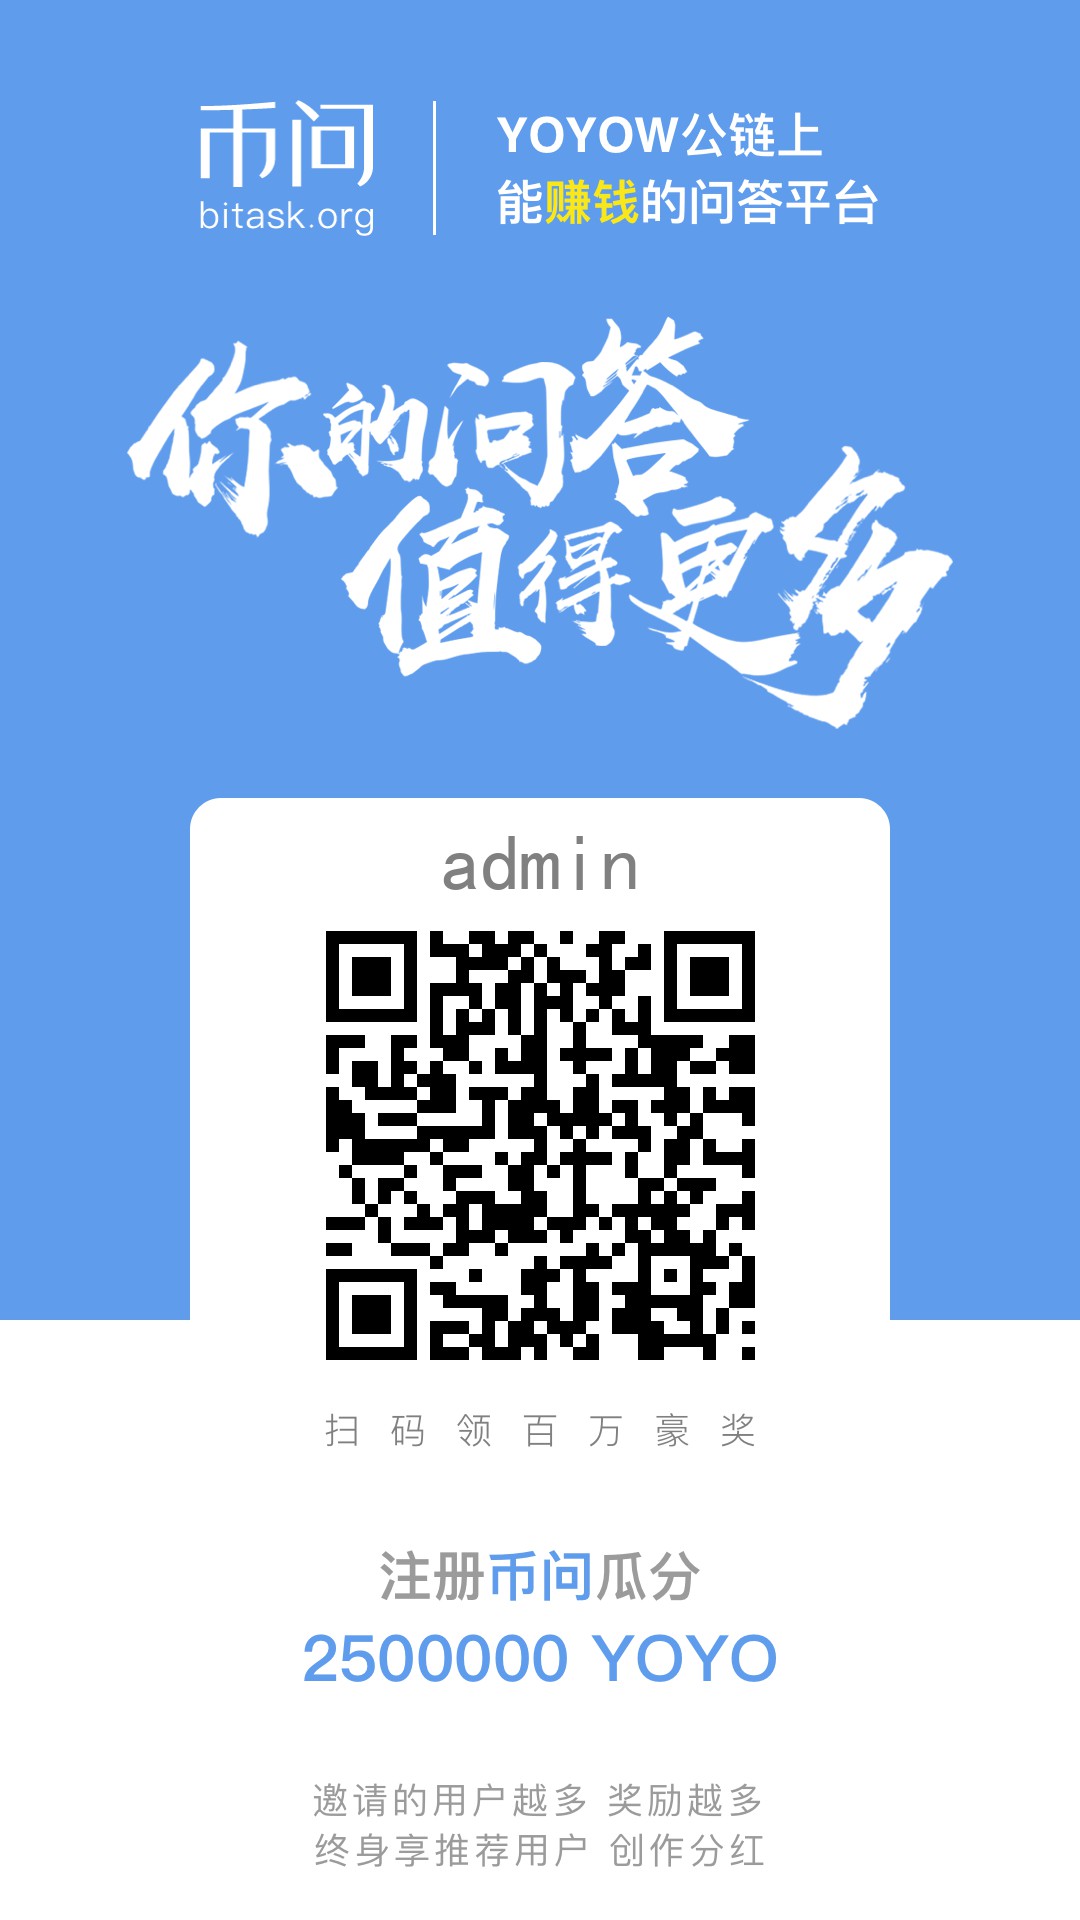 币问
bitask.org
YOYOW公链上
能赚钱的问答平台
你的问答
值得更多
admin
扫码领百万豪奖
注册币问瓜分
2500000 YOYO
邀请的用户越多 奖励越多
终身享推荐用户 创作分红